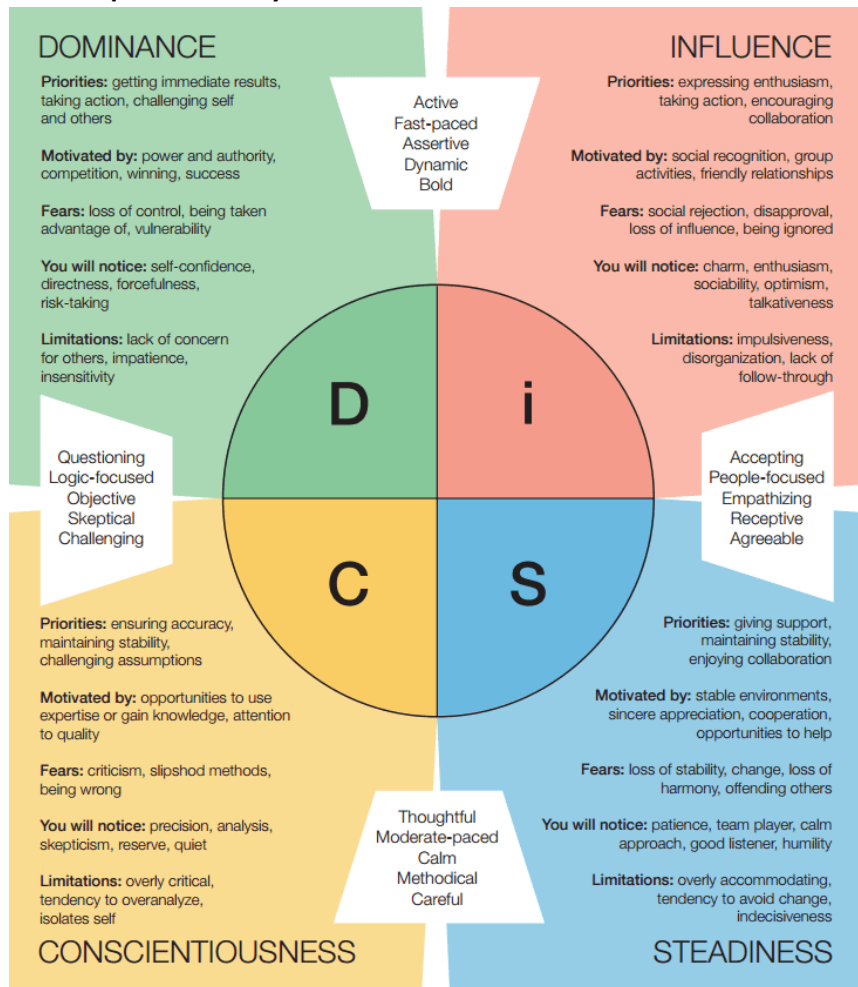 DOMINANCE
Priorities: getting immediate results,
taking action, challenging self
and others
Motivated by: power and authority,
competition, winning, success
Fears: loss of control, being taken
advantage of, vulnerability
You will notice: self-confidence,
directness, forcefulness,
risk-taking
Limitations: lack of concern
for others, impatience,
insensitivity
Active
Fast-paced
Assertive
Dynamic
Bold
INFLUENCE
Priorities: expressing enthusiasm,
taking action, encouraging
collaboration
Motivated by: social recognition, group
activities, friendly relationships
Fears: social rejection, disapproval,
loss of influence, being ignored
You will notice: charm, enthusiasm,
sociability, optimism,
talkativeness
Limitations: impulsiveness,
disorganization, lack of
follow-through
D
i
Questioning
Logic-focused
Objective
Skeptical
Challenging
Accepting
People-focused
Empathizing
Receptive
Agreeable
C
S
Priorities: ensuring accuracy,
maintaining stability,
challenging assumptions
Motivated by: opportunities to use
expertise or gain knowledge, attention
to quality
Fears: criticism, slipshod methods,
being wrong
You will notice: precision, analysis,
skepticism, reserve, quiet
Limitations: overly critical,
tendency to overanalyze,
isolates self
CONSCIENTIOUSNESS
Thoughtful
Moderate-paced
Calm
Methodical
Careful
Priorities: giving support,
maintaining stability,
enjoying collaboration
Motivated by: stable environments,
sincere appreciation, cooperation,
opportunities to help
Fears: loss of stability, change, loss of
harmony, offending others
You will notice: patience, team player, calm
approach, good listener, humility
Limitations: overly accommodating,
tendency to avoid change,
indecisiveness
STEADINESS